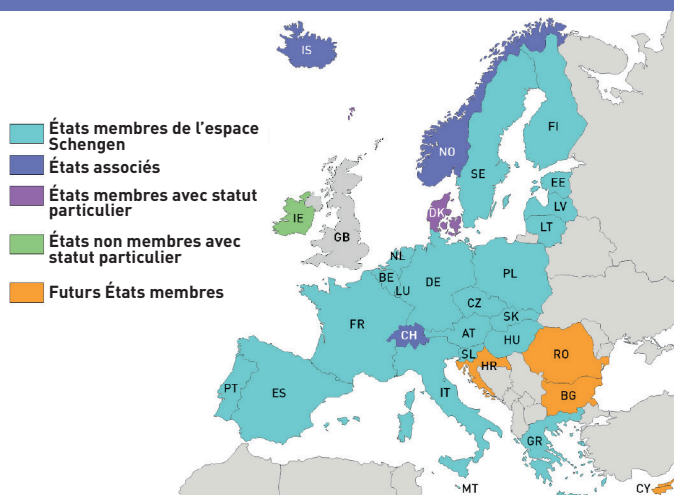 IS
États membres de l'espace
Schengen
États associés
États membres avec statut
particulier
États non membres avec
statut particulier
Futurs États membres
NO
FI
SE
EE
LV
LT
DK
IE
GB
NL
BE
LU
DE
PL
CZ
SK
FR
CH
AT
HU
SL
HR
RO
BG
PT
ES
IT
GR
MT
CY